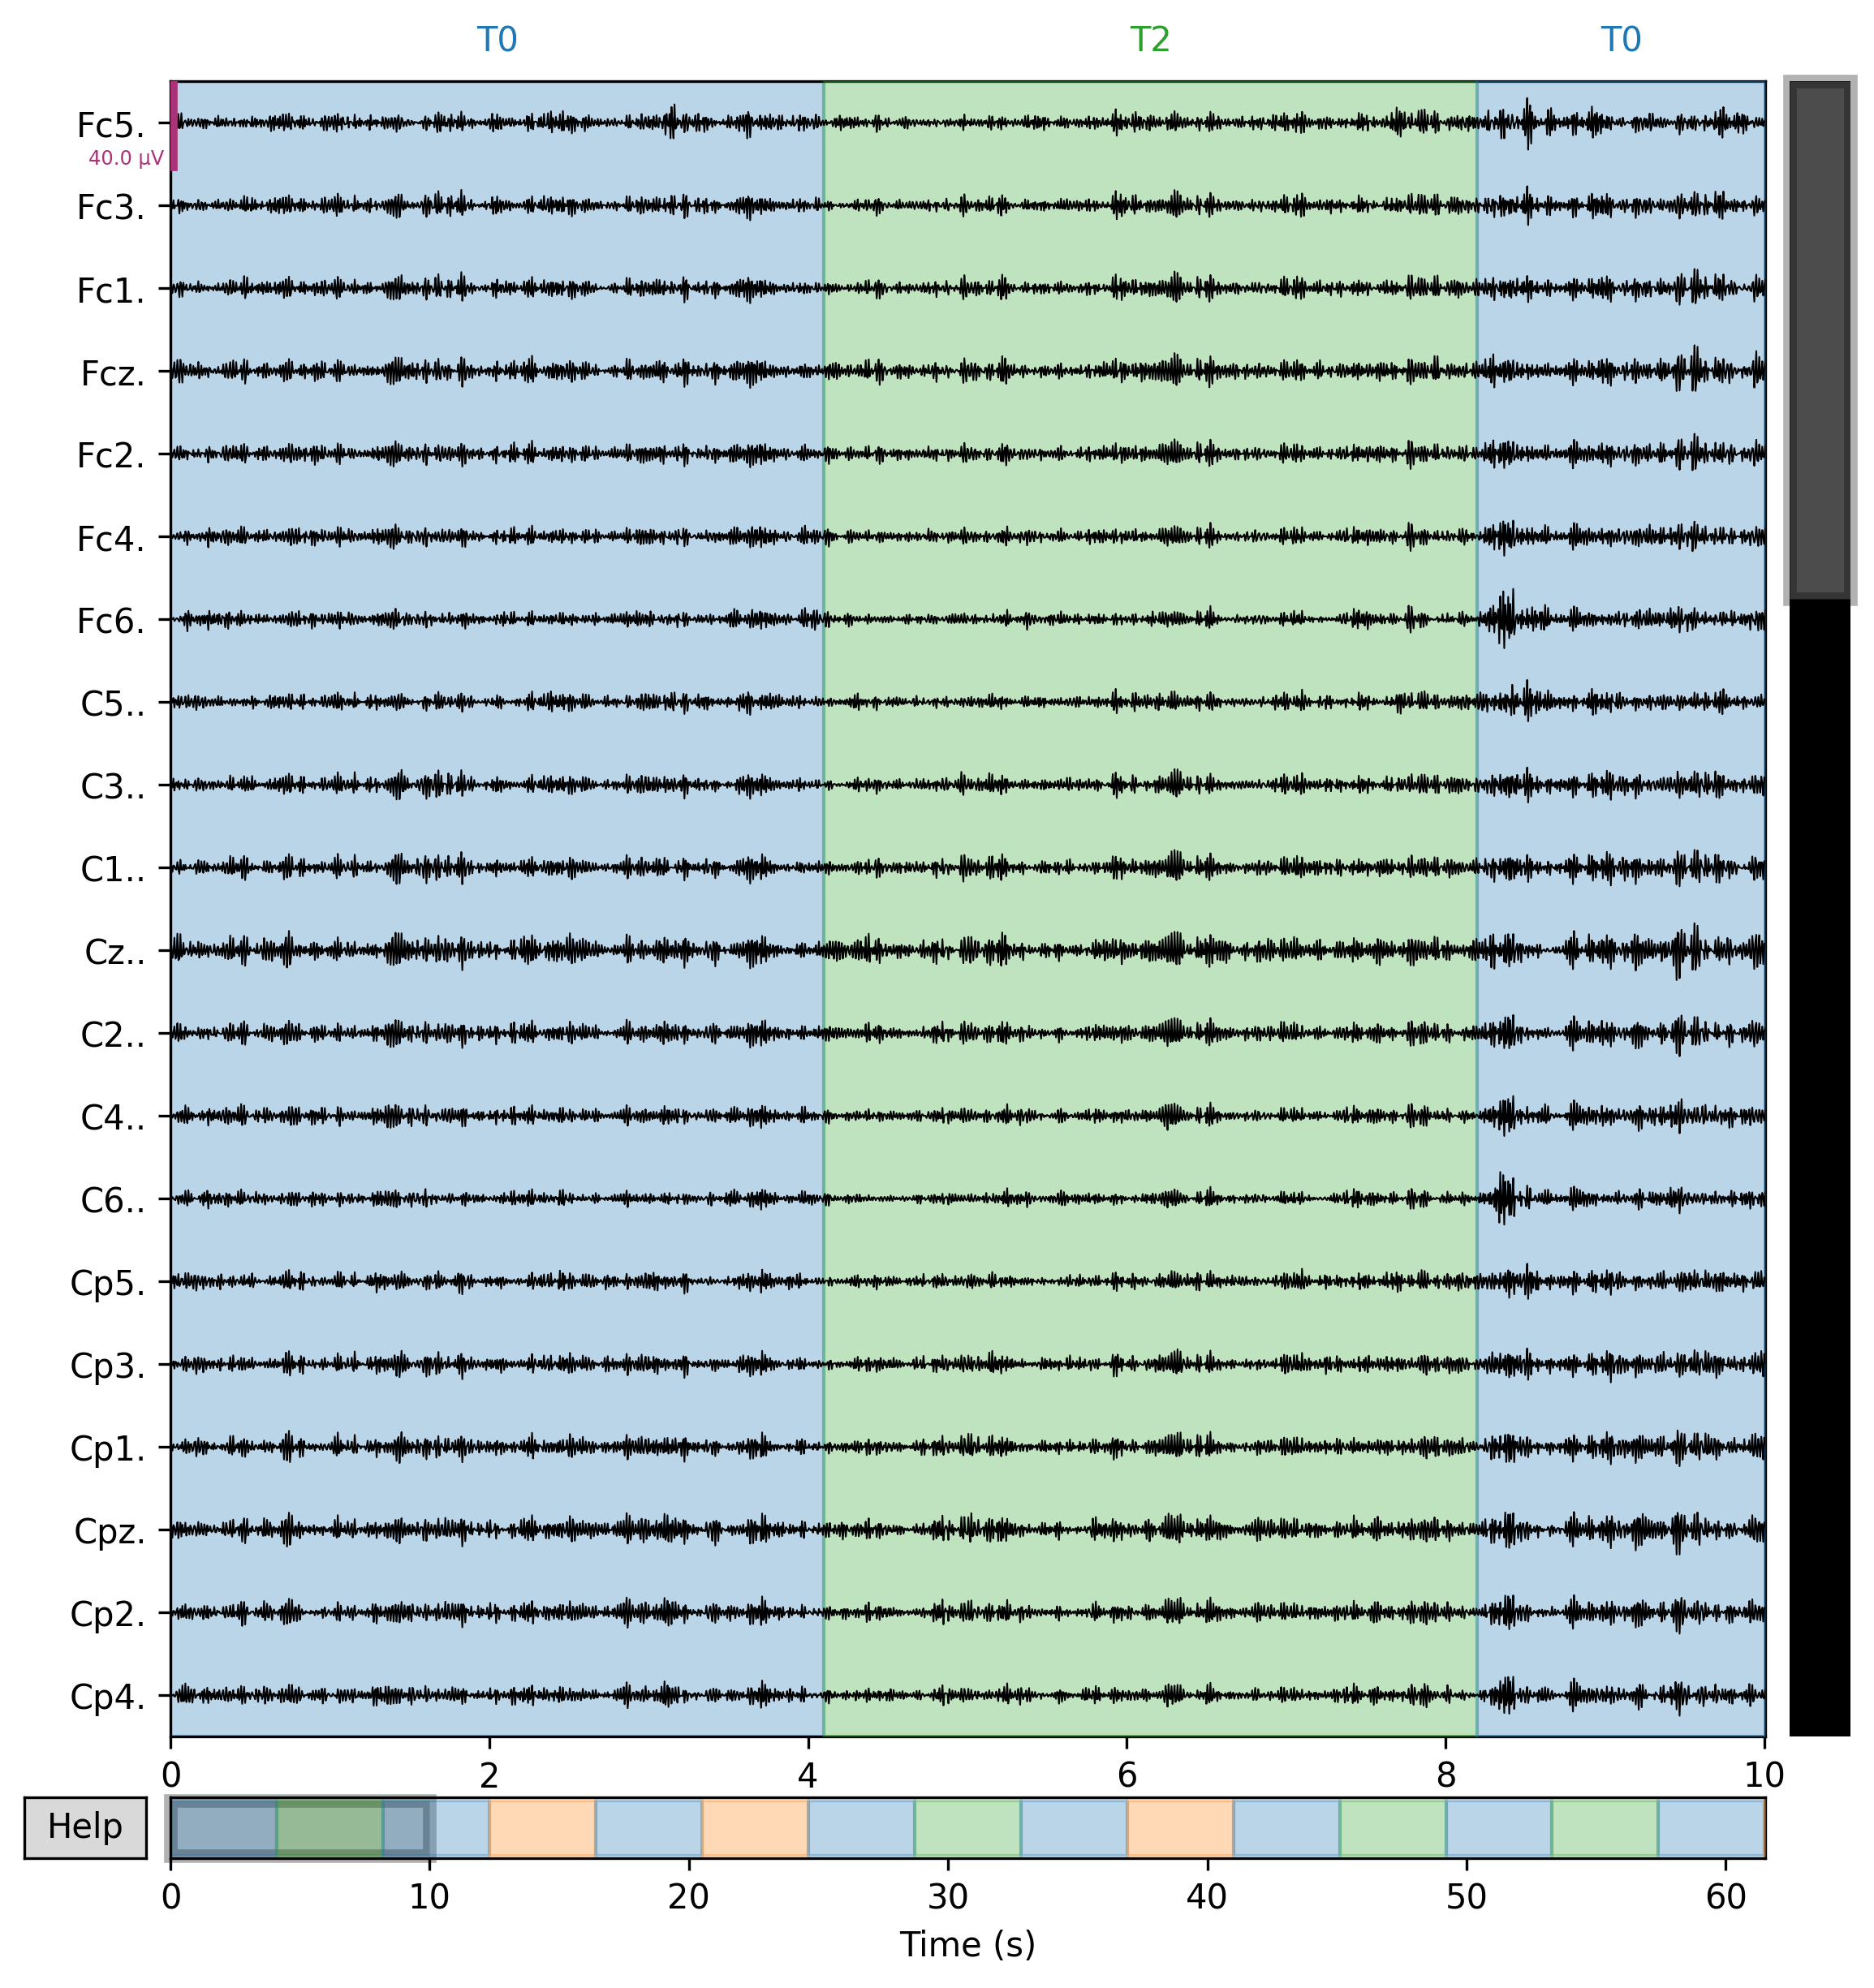 T0 T2 T0
Fc5.
40.0 µV
Fc3.
Fc1.
Fcz.
Fc2.
Fc4.
Fc6.
C5..
C3..
C1..
Cz..
C2..
C4..
C6..
Cp5.
Cp3.
Cp1.
Cpz.
Cp2.
Cp4.
0 2 4 6 8 10
Help
0 10 20 30 40 50 60
Time (s)